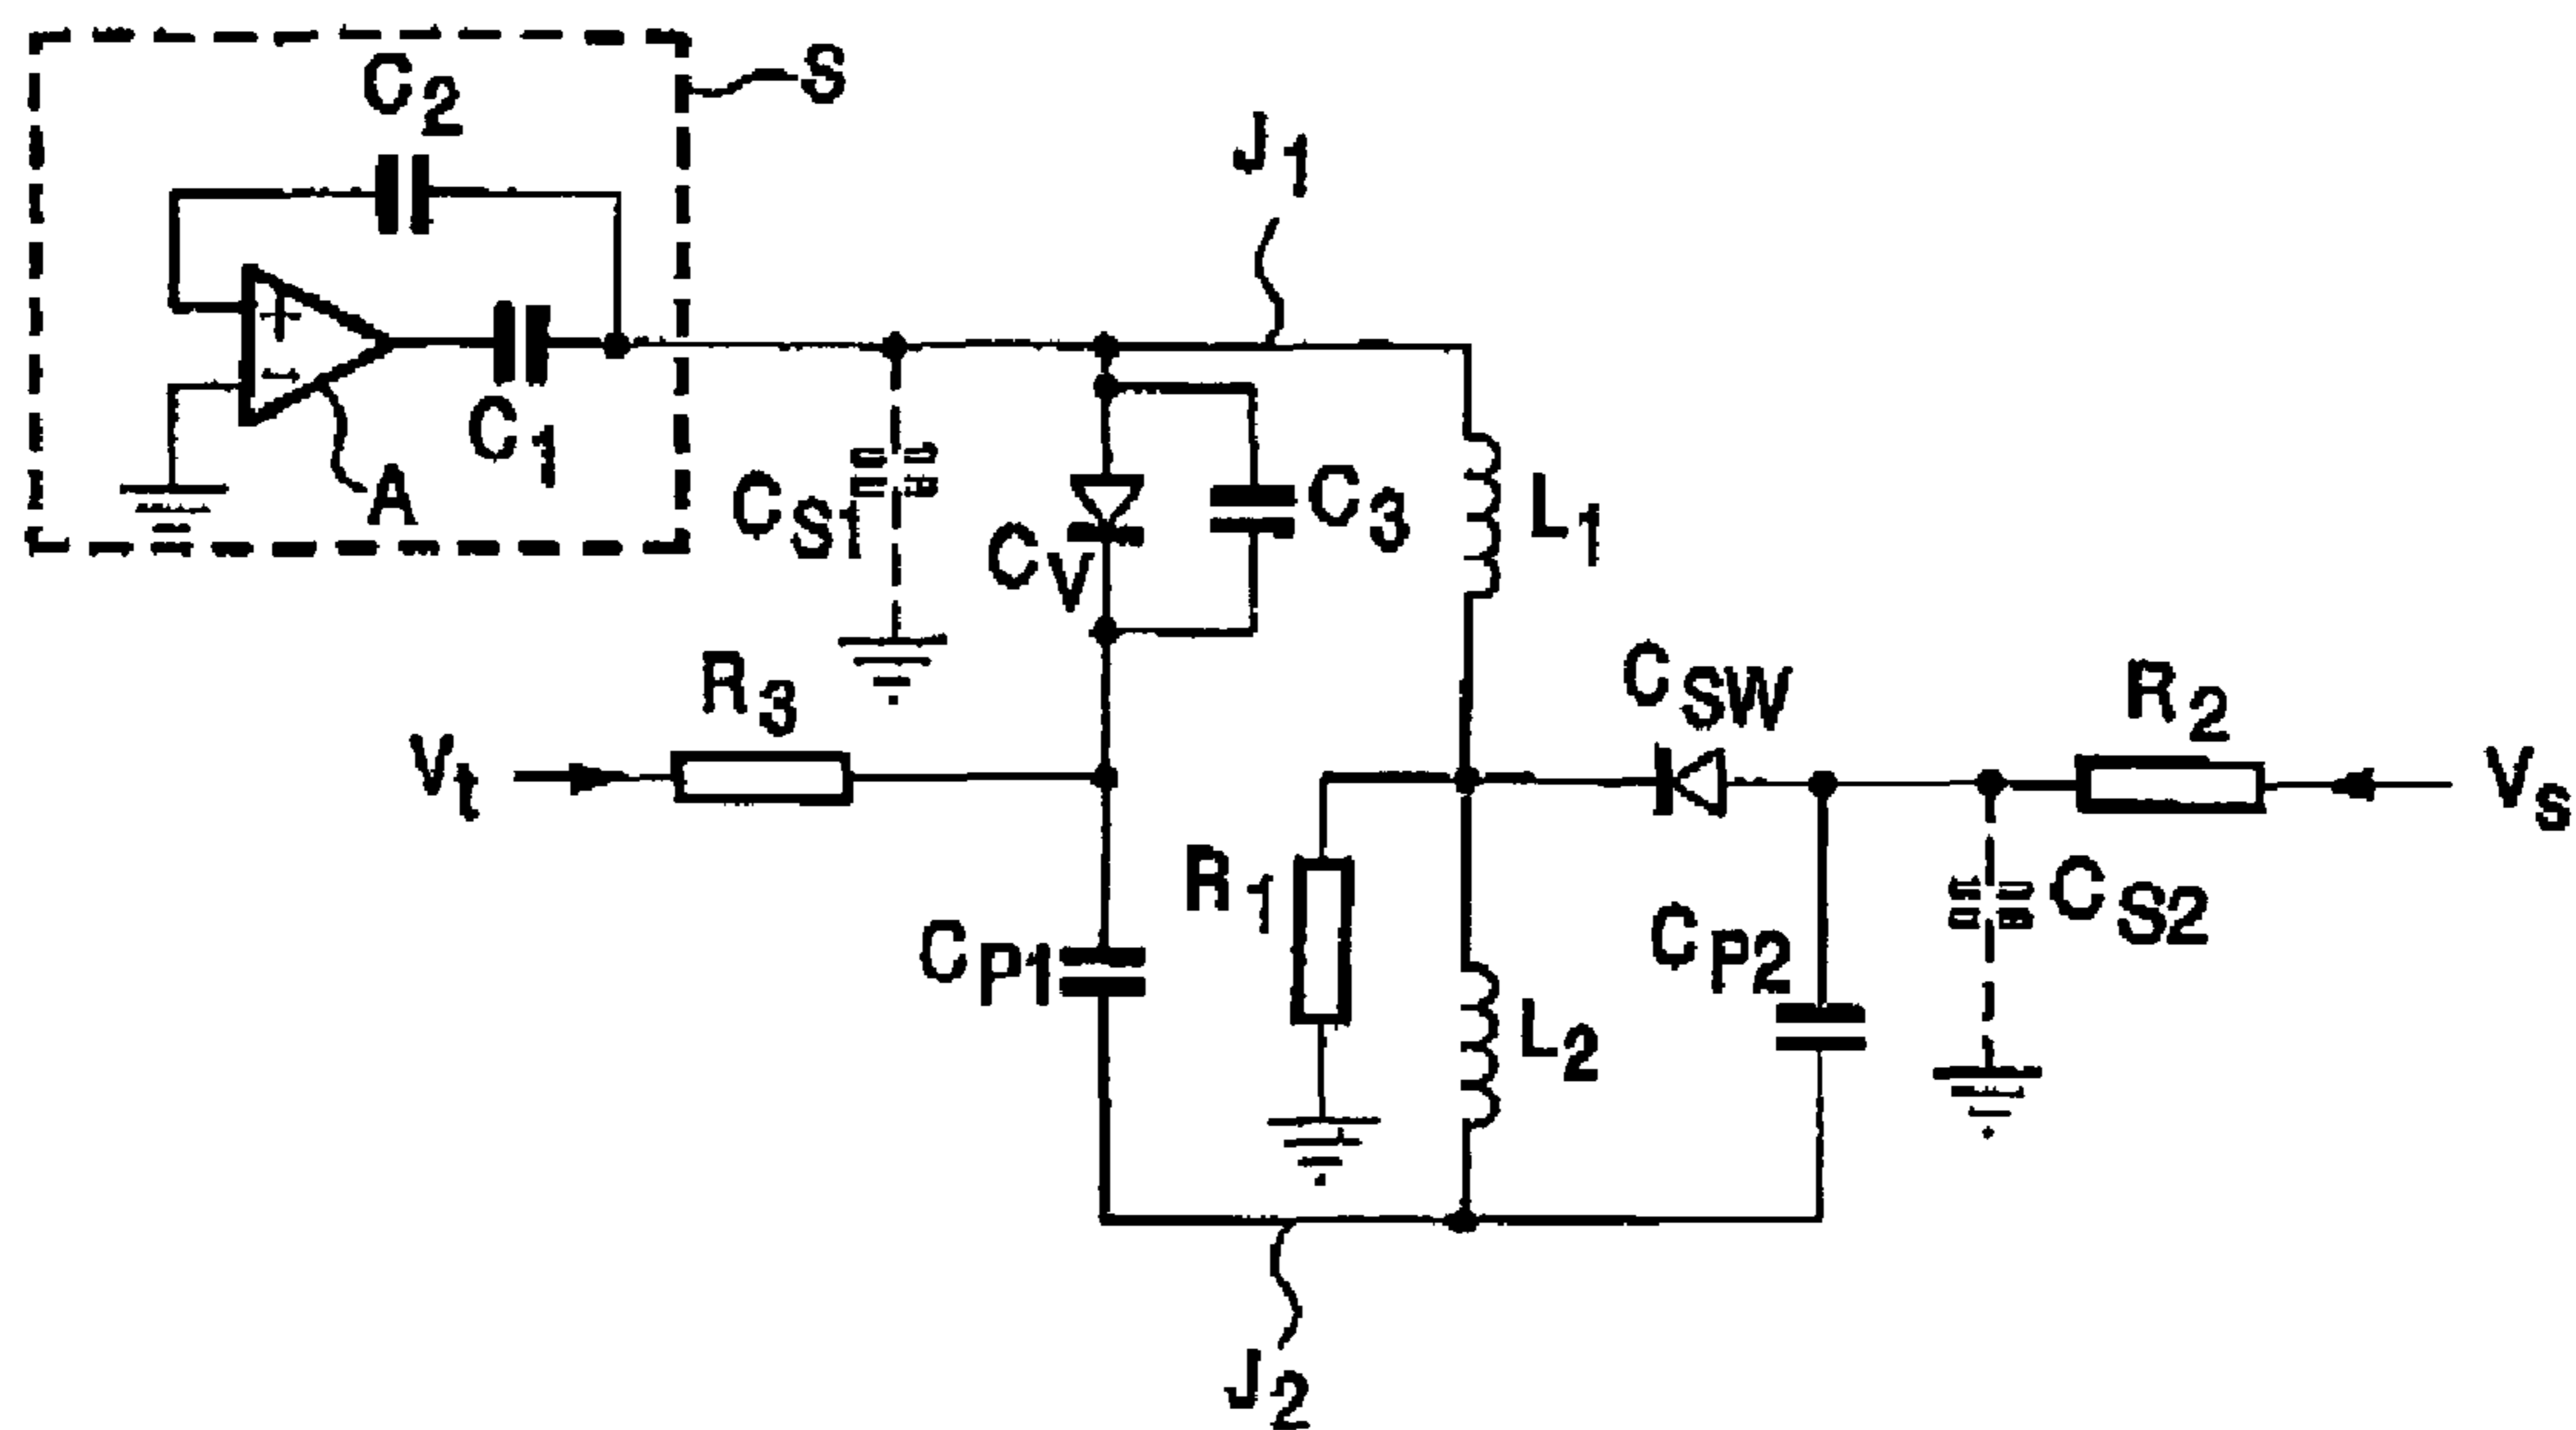 C2
S
J1
+
-
C1
A
CS1
CV
C3
L1
R3
Vt
CSW
R2
Vs
R1
CP1
L2
CP2
CS2
J2